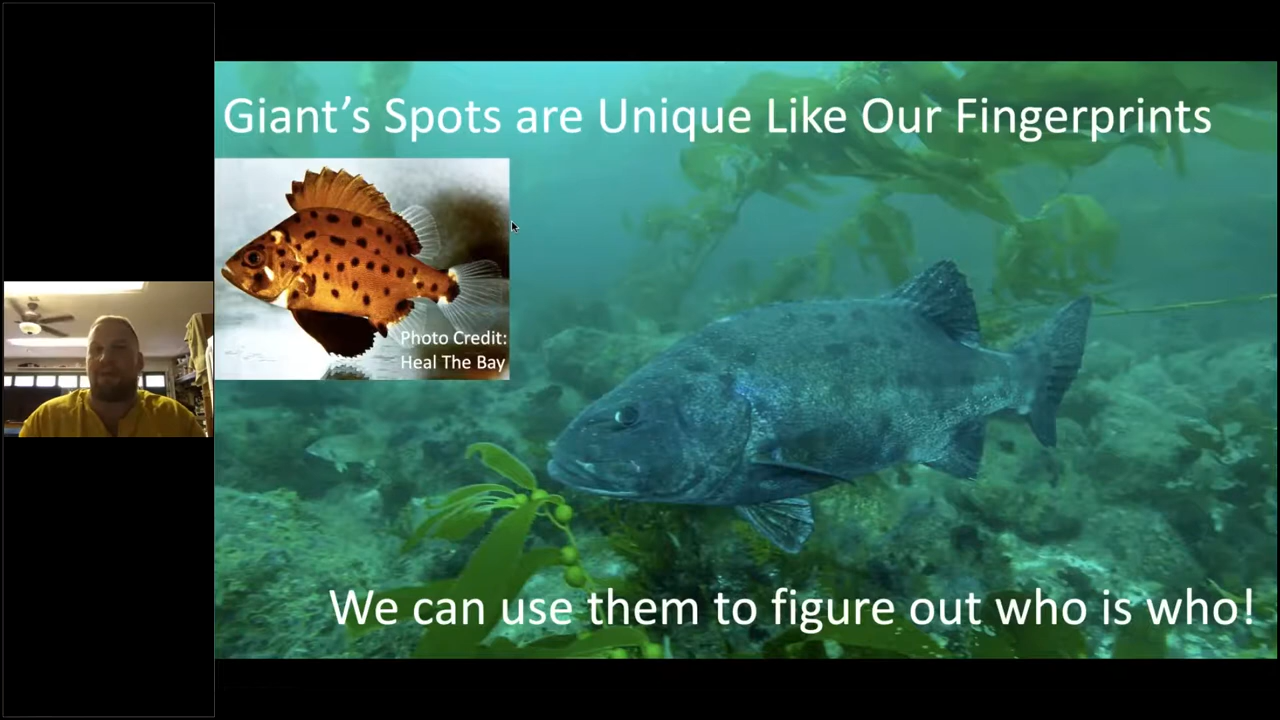 Giant's Spots are Unique Like Our Fingerprints
Photo Credit:
Heal The Bay
We can use them to figure out who is who!